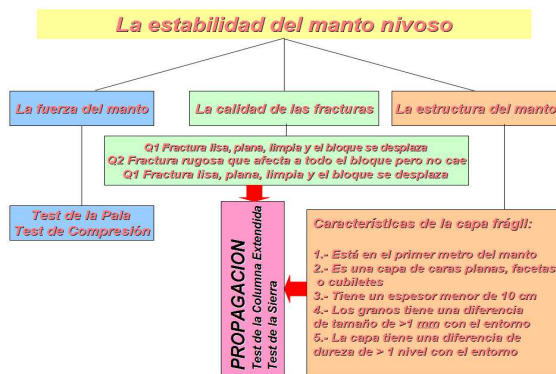 La estabilidad del manto nivoso
La fuerza del manto
La calidad de las fracturas
La estructura del manto
Q1 Fractura lisa, plana, limpia y el bloque se desplaza
Q2 Fractura rugosa que afecta a todo el bloque pero no cae
Q1 Fractura lisa, plana, limpia y el bloque se desplaza
Test de la Pala
Test de Compresión
PROPAGACION
Test de la Columna Extendida
Test de la Sierra
Características de la capa frágil:
1.- Está en el primer metro del manto
2.- Es una capa de caras planas, facetas
o cubiletes
3.- Tiene un espesor menor de 10 cm
4.- Los granos tiene una diferencia
de tamaño de >1 mm con el entorno
5.- La capa tiene una diferencia de
dureza de > 1 nivel con el entorno